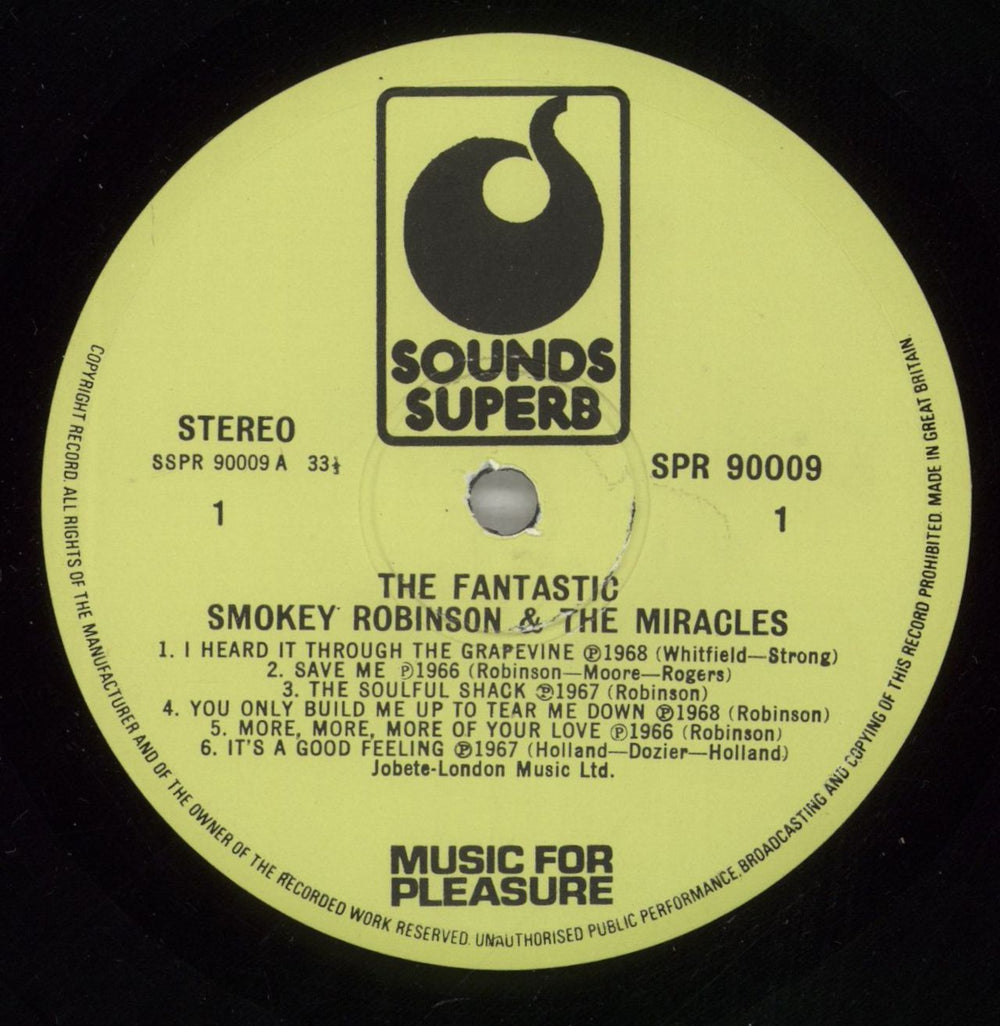 SOUNDS
SUPERB
STEREO
SSPR 90009 A 33⅓
1
SPR 90009
1
THE FANTASTIC
SMOKEY ROBINSON & THE MIRACLES
1. I HEARD IT THROUGH THE GRAPEVINE ℗1968 (Whitfield—Strong)
2. SAVE ME ℗1966 (Robinson—Moore—Rogers)
3. THE SOULFUL SHACK ℗1967 (Robinson)
4. YOU ONLY BUILD ME UP TO TEAR ME DOWN ℗1968 (Robinson)
5. MORE, MORE, MORE OF YOUR LOVE ℗1966 (Robinson)
6. IT'S A GOOD FEELING ℗1967 (Holland—Dozier—Holland)
Jobete-London Music Ltd.
MUSIC FOR
PLEASURE
COPYRIGHT RECORD. ALL RIGHTS OF THE MANUFACTURER AND OF THE OWNER OF THE RECORDED WORK RESERVED. UNAUTHORISED PUBLIC PERFORMANCE, BROADCASTING AND COPYING OF THIS RECORD PROHIBITED. MADE IN GREAT BRITAIN.